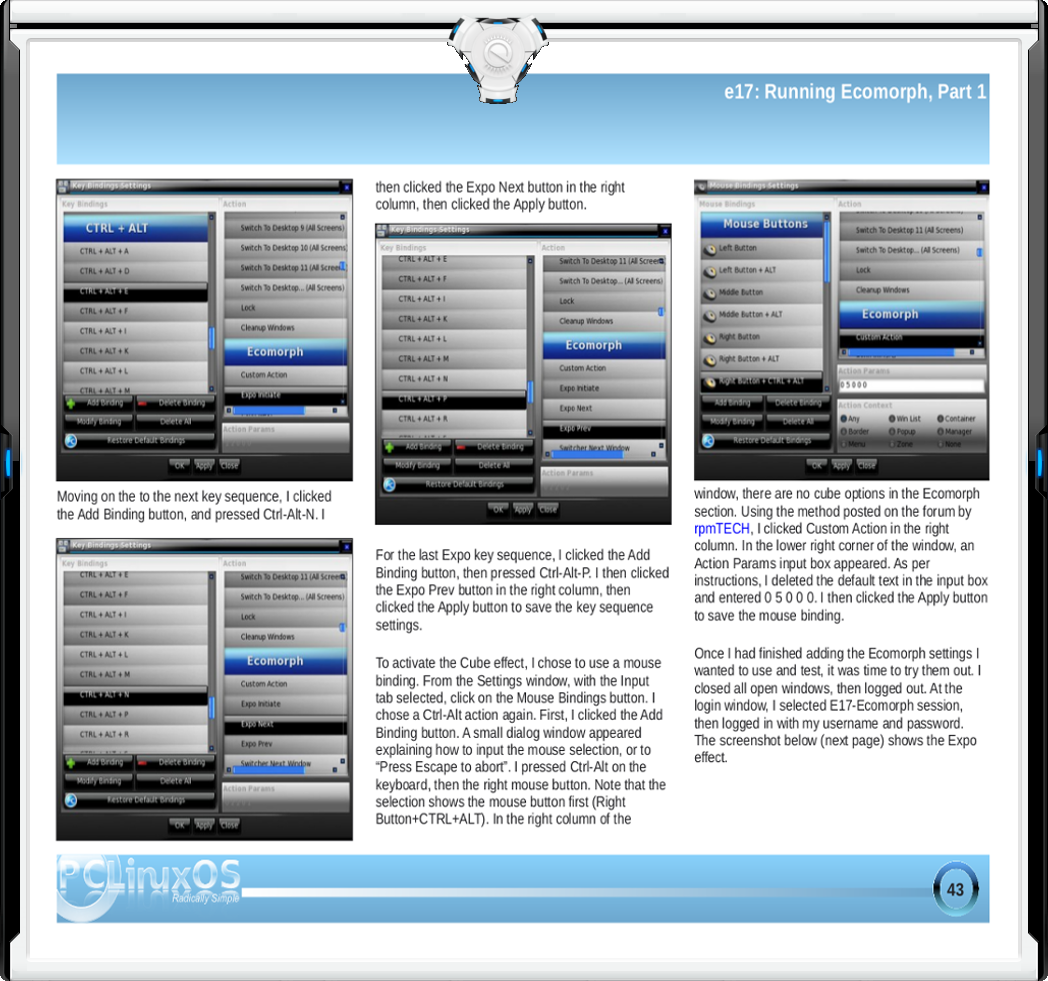 e17: Running Ecomorph, Part 1
Key Bindings Settings
Key Bindings
CTRL + ALT
CTRL + ALT + A
CTRL + ALT + D
CTRL + ALT + E
CTRL + ALT + F
CTRL + ALT + I
CTRL + ALT + K
CTRL + ALT + L
CTRL + ALT + M
Add Binding
Delete Binding
Modify Binding
Delete All
Restore Default Bindings
Action
Switch To Desktop 9 (All Screens)
Switch To Desktop 10 (All Screens)
Switch To Desktop 11 (All Screen
Switch To Desktop... (All Screens)
Lock
Cleanup Windows
Ecomorph
Custom Action
Expo Initiate
Action Params
OK
Apply
Close
Moving on the to the next key sequence, I clicked
the Add Binding button, and pressed Ctrl-Alt-N. I
Key Bindings Settings
Key Bindings
CTRL + ALT + E
CTRL + ALT + F
CTRL + ALT + I
CTRL + ALT + K
CTRL + ALT + L
CTRL + ALT + M
CTRL + ALT + N
CTRL + ALT + P
CTRL + ALT + R
Add Binding
Delete Binding
Modify Binding
Delete All
Restore Default Bindings
Action
Switch To Desktop 11 (All Screen
Switch To Desktop... (All Screens)
Lock
Cleanup Windows
Ecomorph
Custom Action
Expo Initiate
Expo Next
Expo Prev
Switcher Next Window
Action Params
OK
Apply
Close
then clicked the Expo Next button in the right
column, then clicked the Apply button.
Key Bindings Settings
Key Bindings
CTRL + ALT + E
CTRL + ALT + F
CTRL + ALT + I
CTRL + ALT + K
CTRL + ALT + L
CTRL + ALT + M
CTRL + ALT + N
CTRL + ALT + P
CTRL + ALT + R
Add Binding
Delete Binding
Modify Binding
Delete All
Restore Default Bindings
Action
Switch To Desktop 11 (All Screen
Switch To Desktop... (All Screens)
Lock
Cleanup Windows
Ecomorph
Custom Action
Expo Initiate
Expo Next
Expo Prev
Switcher Next Window
Action Params
OK
Apply
Close
For the last Expo key sequence, I clicked the Add
Binding button, then pressed Ctrl-Alt-P. I then clicked
the Expo Prev button in the right column, then
clicked the Apply button to save the key sequence
settings.
To activate the Cube effect, I chose to use a mouse
binding. From the Settings window, with the Input
tab selected, click on the Mouse Bindings button. I
chose a Ctrl-Alt action again. First, I clicked the Add
Binding button. A small dialog window appeared
explaining how to input the mouse selection, or to
“Press Escape to abort”. I pressed Ctrl-Alt on the
keyboard, then the right mouse button. Note that the
selection shows the mouse button first (Right
Button+CTRL+ALT). In the right column of the
Mouse Bindings Settings
Mouse Bindings
Mouse Buttons
Left Button
Left Button + ALT
Middle Button
Middle Button + ALT
Right Button
Right Button + ALT
Right Button + CTRL + ALT
Add Binding
Delete Binding
Modify Binding
Delete All
Restore Default Bindings
Action
Switch To Desktop 11 (All Screens)
Switch To Desktop... (All Screens)
Lock
Cleanup Windows
Ecomorph
Custom Action
Action Params
0 5 0 0 0
Action Context
Any
Win List
Container
Border
Popup
Manager
Menu
Zone
None
OK
Apply
Close
window, there are no cube options in the Ecomorph
section. Using the method posted on the forum by
rpmTECH, I clicked Custom Action in the right
column. In the lower right corner of the window, an
Action Params input box appeared. As per
instructions, I deleted the default text in the input box
and entered 0 5 0 0 0. I then clicked the Apply button
to save the mouse binding.
Once I had finished adding the Ecomorph settings I
wanted to use and test, it was time to try them out. I
closed all open windows, then logged out. At the
login window, I selected E17-Ecomorph session,
then logged in with my username and password.
The screenshot below (next page) shows the Expo
effect.
PCLinuxOS
Radically Simple
43